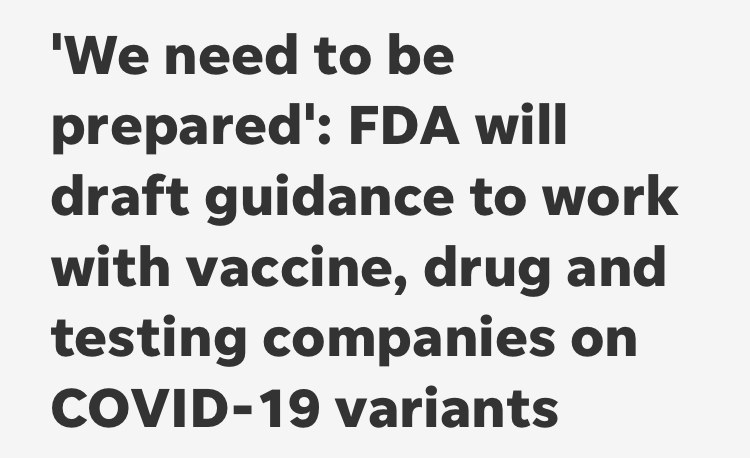 'We need to be
prepared': FDA will
draft guidance to work
with vaccine, drug and
testing companies on
COVID-19 variants